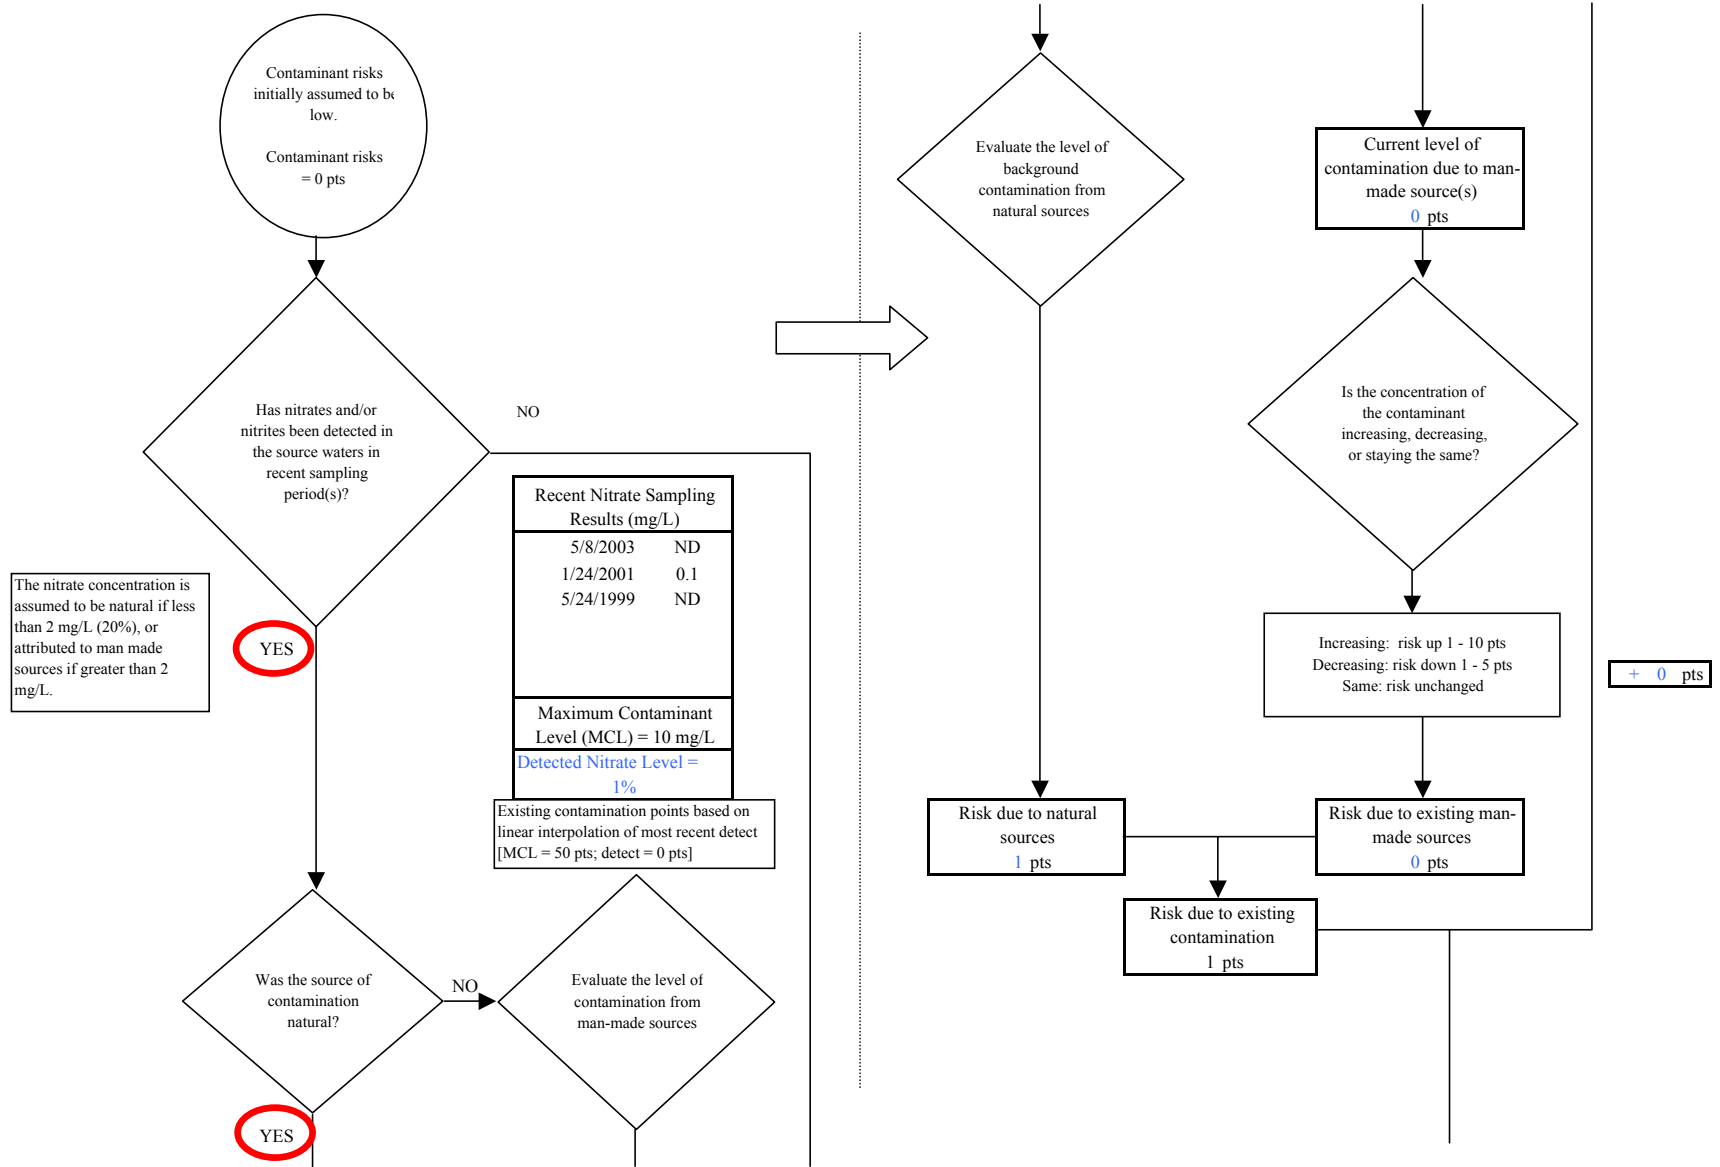 Contaminant risks
initially assumed to be
low.
Contaminant risks
= 0 pts
Has nitrates and/or
nitrites been detected in
the source waters in
recent sampling
period(s)?
NO
Recent Nitrate Sampling
Results (mg/L)
5/8/2003 ND
1/24/2001 0.1
5/24/1999 ND
Maximum Contaminant
Level (MCL) = 10 mg/L
Detected Nitrate Level =
1%
Existing contamination points based on
linear interpolation of most recent detect
[MCL = 50 pts; detect = 0 pts]
The nitrate concentration is
assumed to be natural if less
than 2 mg/L (20%), or
attributed to man made
sources if greater than 2
mg/L.
YES
Was the source of
contamination
natural?
NO
Evaluate the level of
contamination from
man-made sources
YES
Evaluate the level of
background
contamination from
natural sources
Current level of
contamination due to man-
made source(s)
0 pts
Is the concentration of
the contaminant
increasing, decreasing,
or staying the same?
Increasing: risk up 1 - 10 pts
Decreasing: risk down 1 - 5 pts
Same: risk unchanged
+ 0 pts
Risk due to natural
sources
1 pts
Risk due to existing man-
made sources
0 pts
Risk due to existing
contamination
1 pts